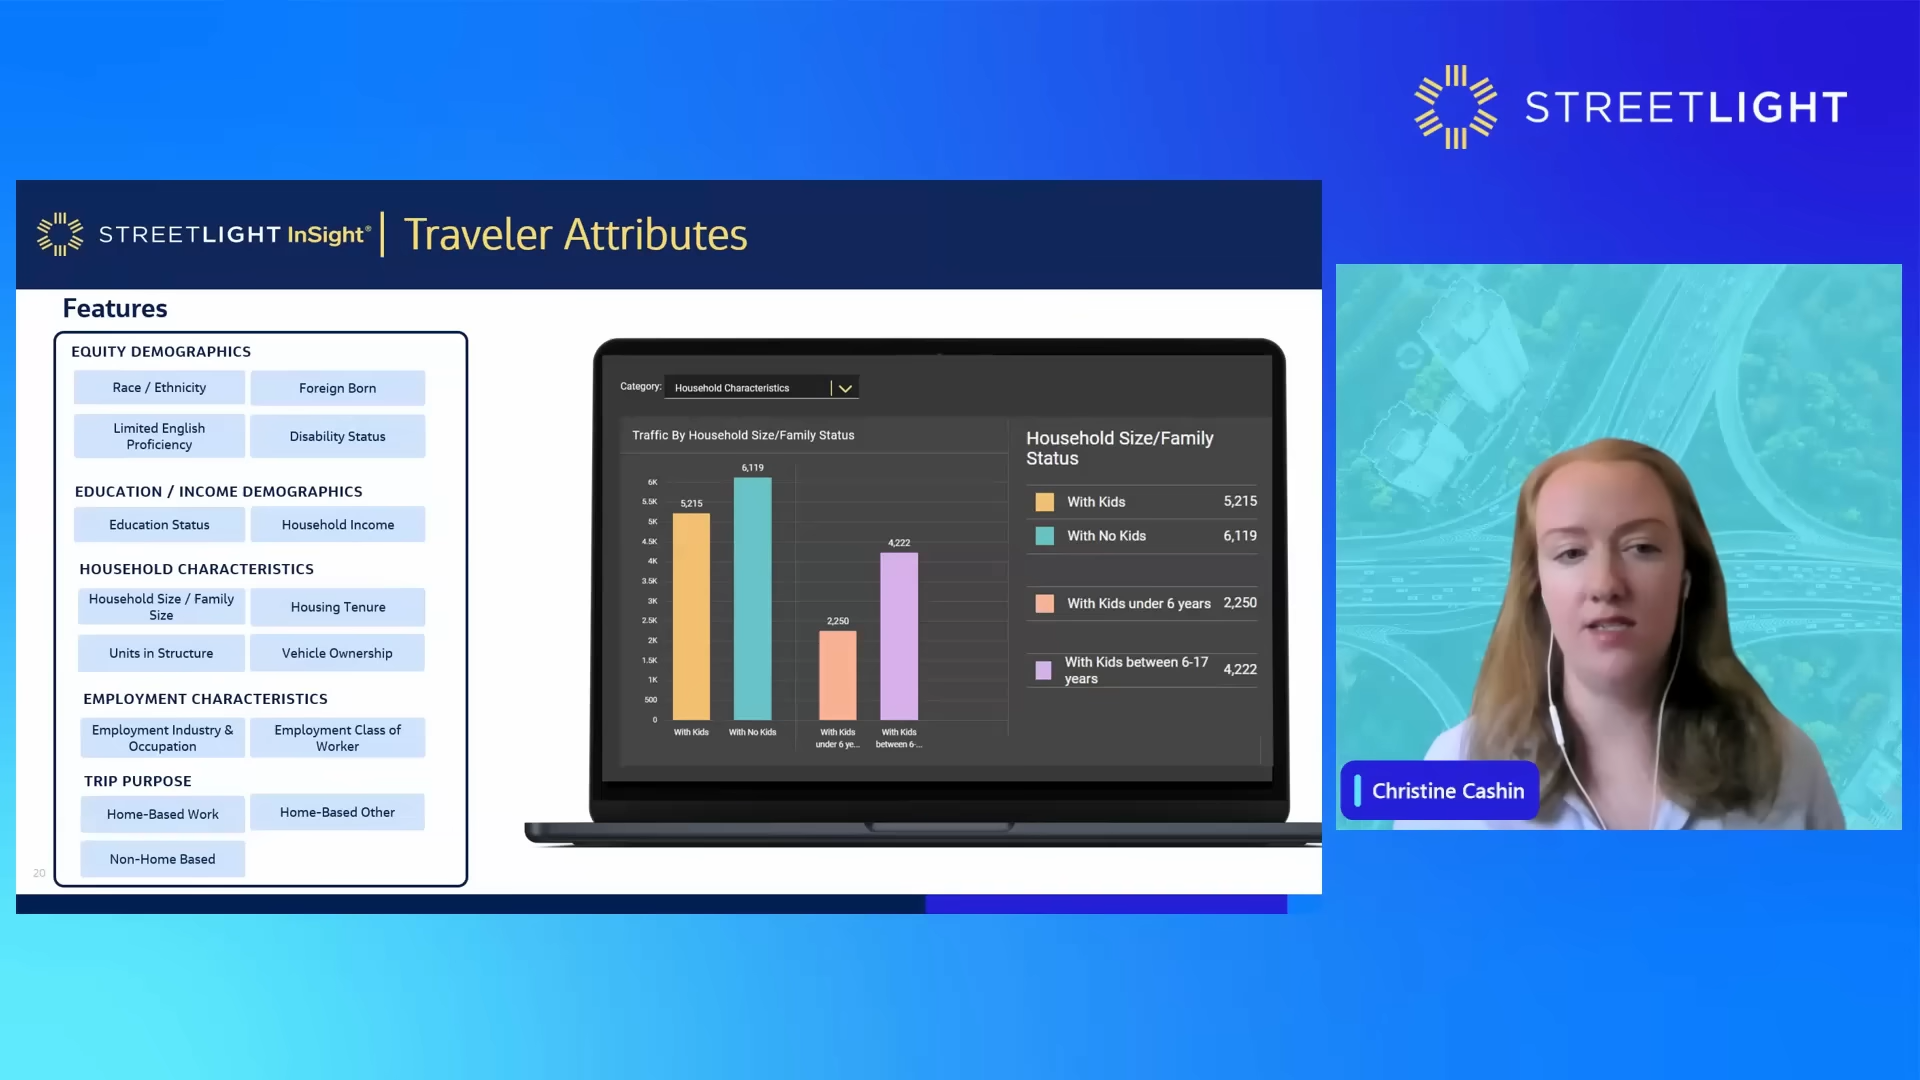 STREETLIGHT
STREETLIGHT InSight® | Traveler Attributes
Features
EQUITY DEMOGRAPHICS
Race / Ethnicity
Foreign Born
Limited English
Proficiency
Disability Status
EDUCATION / INCOME DEMOGRAPHICS
Education Status
Household Income
HOUSEHOLD CHARACTERISTICS
Household Size / Family
Size
Housing Tenure
Units in Structure
Vehicle Ownership
EMPLOYMENT CHARACTERISTICS
Employment Industry &
Occupation
Employment Class of
Worker
TRIP PURPOSE
Home-Based Work
Home-Based Other
Non-Home Based
20
Category: Household Characteristics
Traffic By Household Size/Family Status
6K
5.5K
5K
4.5K
4K
3.5K
3K
2.5K
2K
1.5K
1K
500
0
5,215
6,119
2,250
4,222
With Kids
With No Kids
With Kids
under 6 ye...
With Kids
between 6-...
Household Size/Family
Status
With Kids 5,215
With No Kids 6,119
With Kids under 6 years 2,250
With Kids between 6-17
years 4,222
Christine Cashin